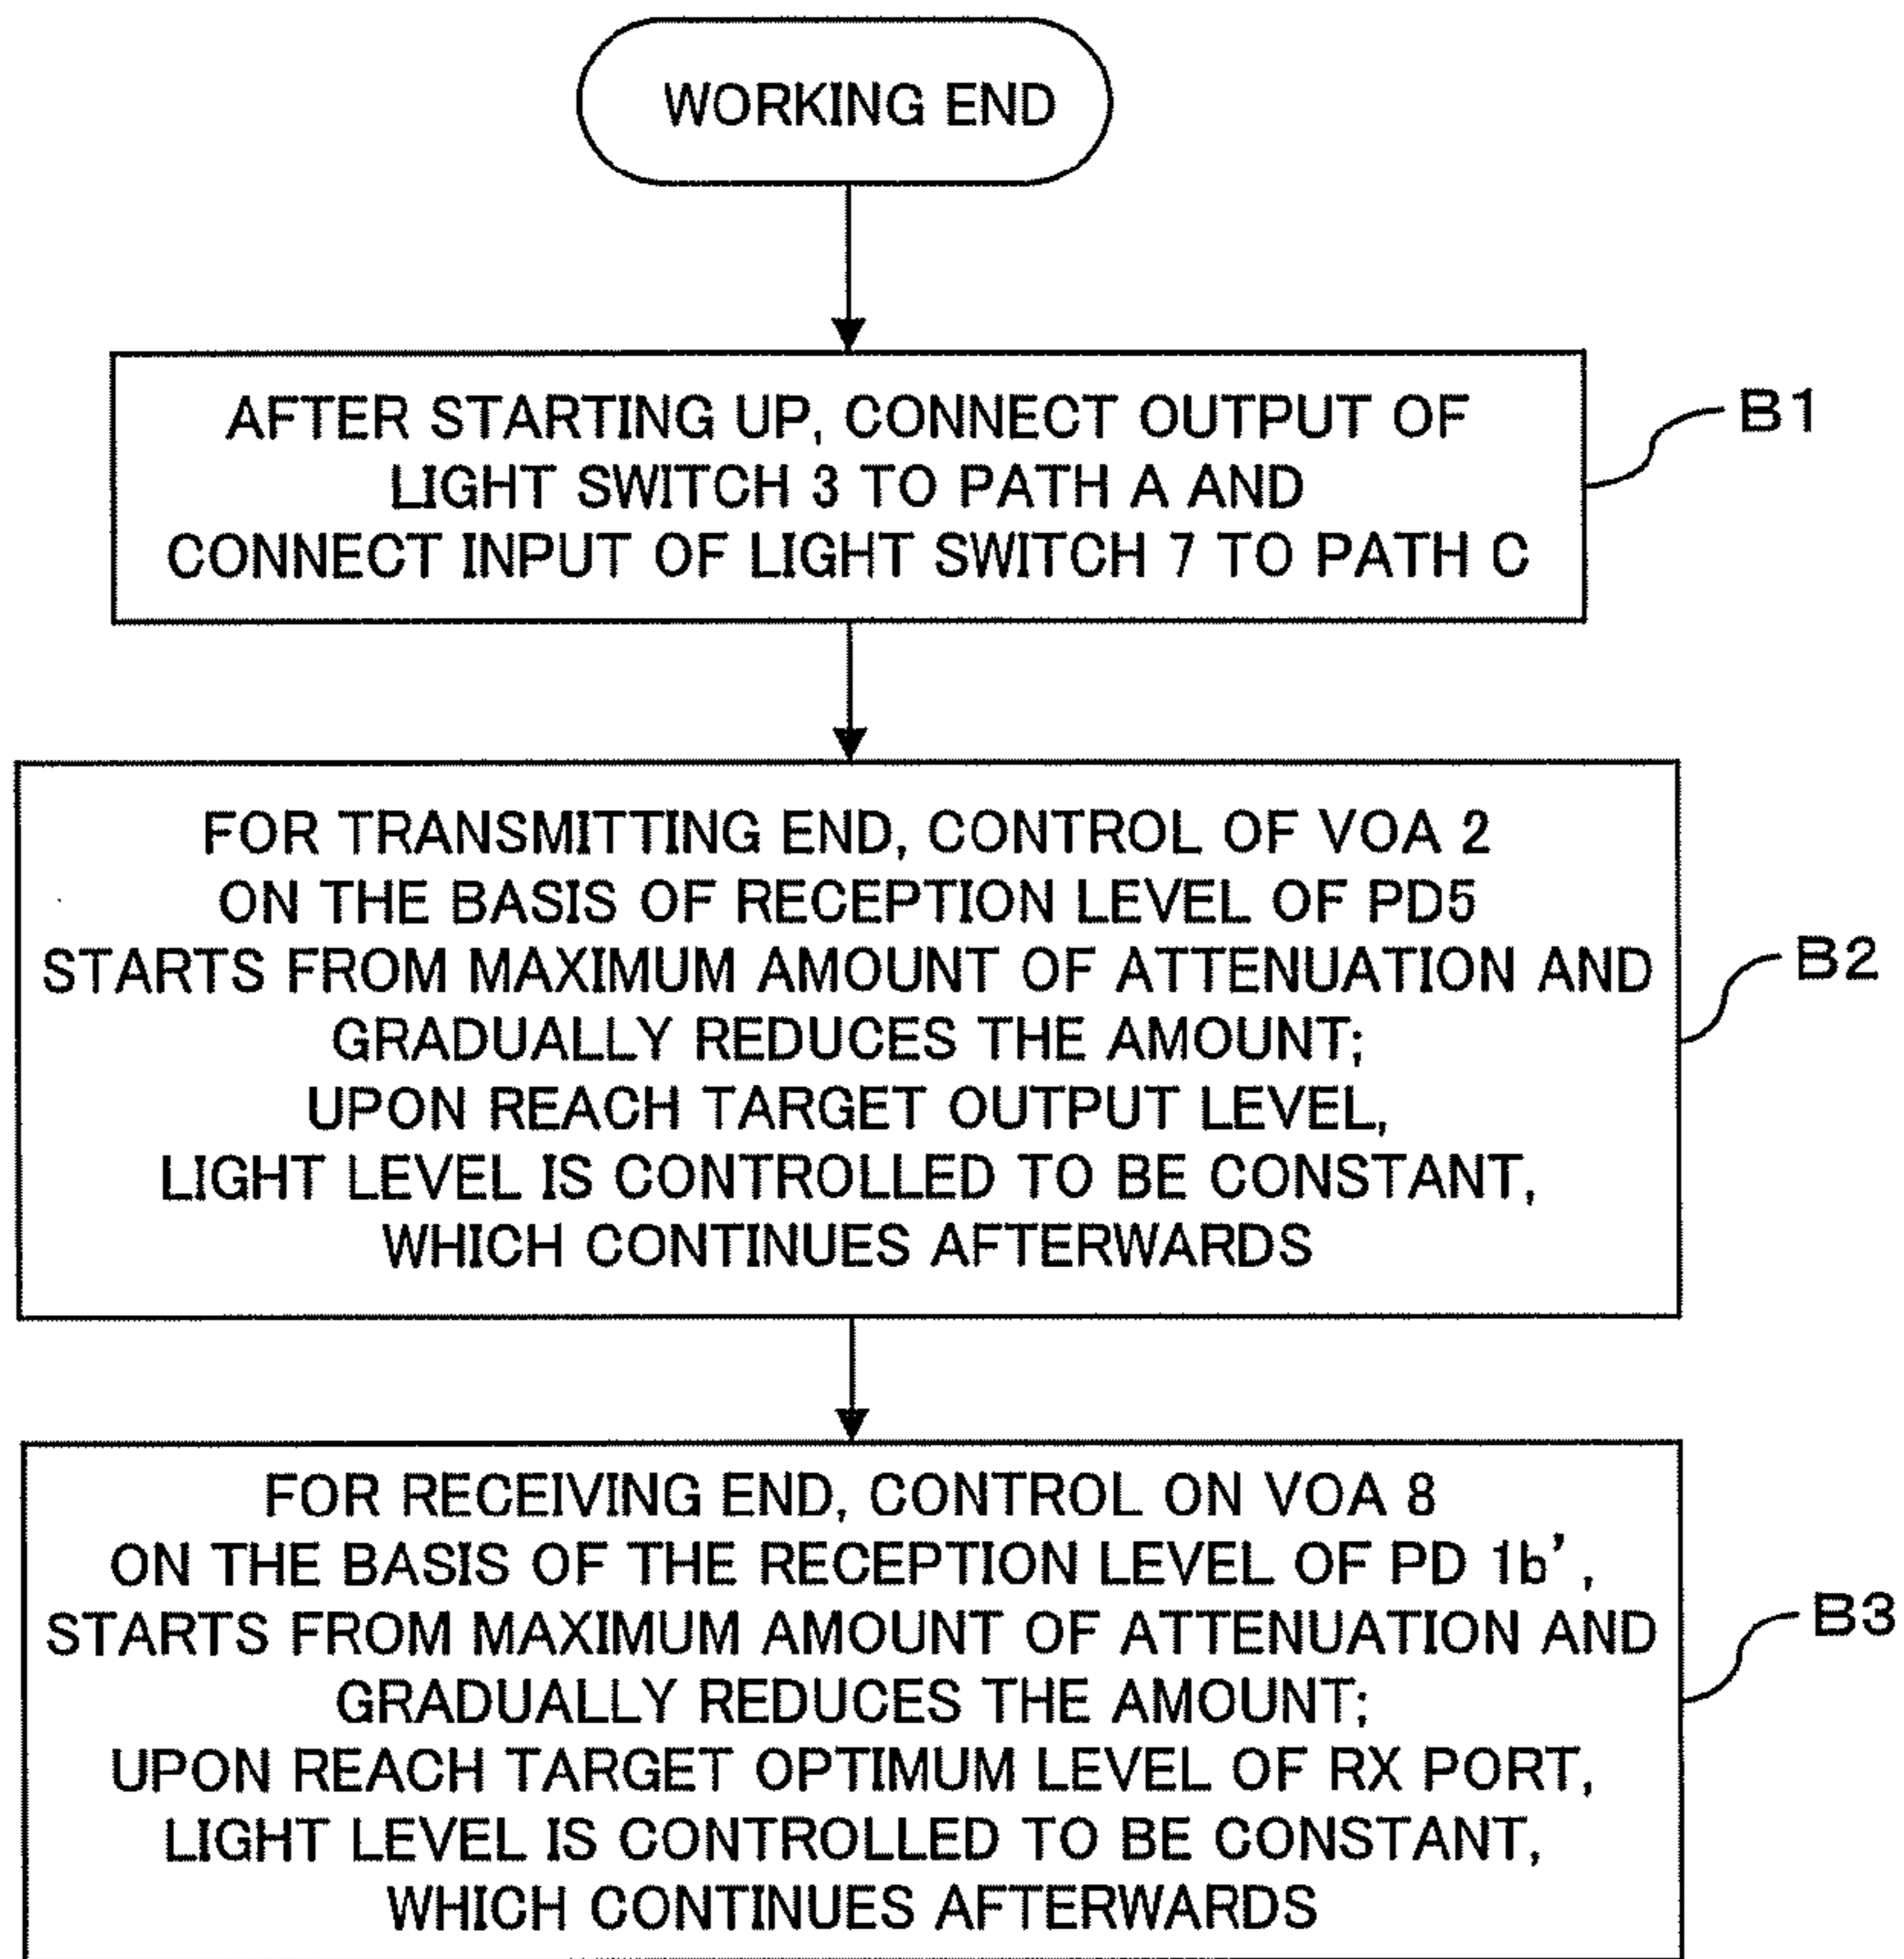 WORKING END
AFTER STARTING UP, CONNECT OUTPUT OF
LIGHT SWITCH 3 TO PATH A AND
CONNECT INPUT OF LIGHT SWITCH 7 TO PATH C
B1
FOR TRANSMITTING END, CONTROL OF VOA 2
ON THE BASIS OF RECEPTION LEVEL OF PD5
STARTS FROM MAXIMUM AMOUNT OF ATTENUATION AND
GRADUALLY REDUCES THE AMOUNT;
UPON REACH TARGET OUTPUT LEVEL,
LIGHT LEVEL IS CONTROLLED TO BE CONSTANT,
WHICH CONTINUES AFTERWARDS
B2
FOR RECEIVING END, CONTROL ON VOA 8
ON THE BASIS OF THE RECEPTION LEVEL OF PD 1b’,
STARTS FROM MAXIMUM AMOUNT OF ATTENUATION AND
GRADUALLY REDUCES THE AMOUNT;
UPON REACH TARGET OPTIMUM LEVEL OF RX PORT,
LIGHT LEVEL IS CONTROLLED TO BE CONSTANT,
WHICH CONTINUES AFTERWARDS
B3